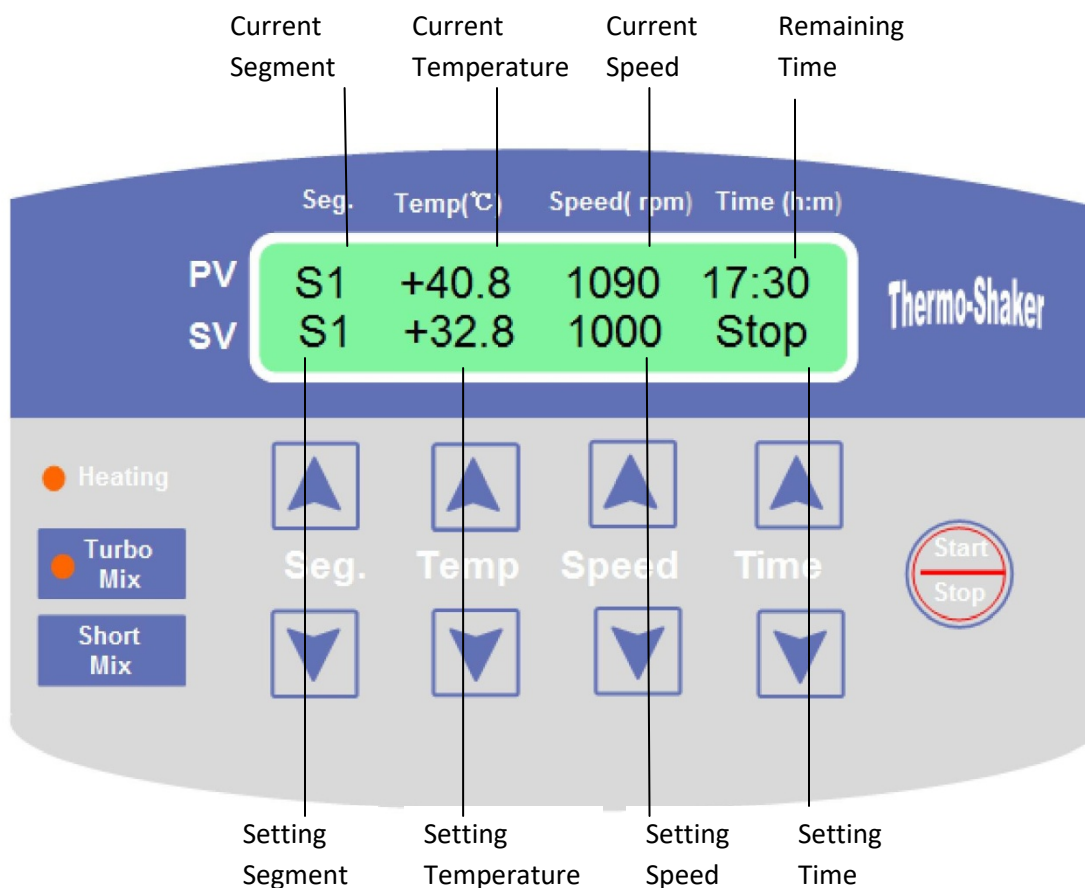 Current Current Current Remaining
Segment Temperature Speed Time
Seg. Temp(℃) Speed( rpm) Time (h:m)
PV S1 +40.8 1090 17:30
SV S1 +32.8 1000 Stop
Thermo-Shaker
Heating
Turbo
Mix
Short
Mix
Seg. Temp Speed Time
Start
Stop
Setting Setting Setting Setting
Segment Temperature Speed Time